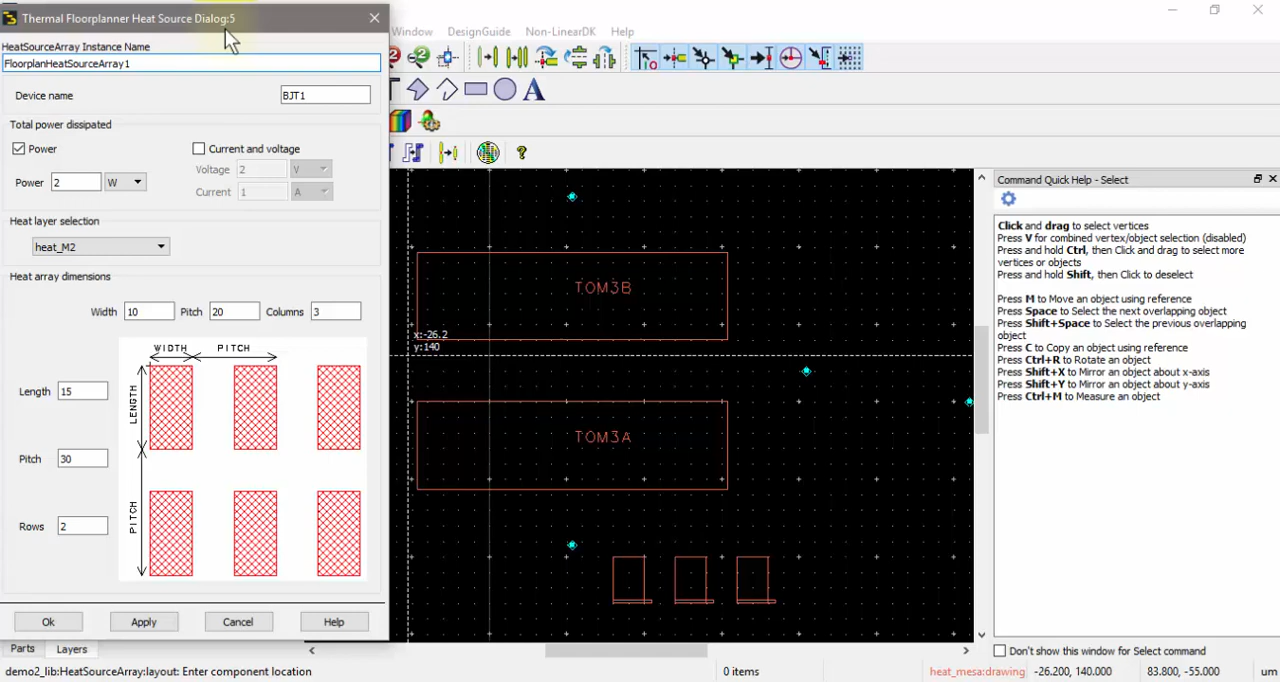 Thermal Floorplanner Heat Source Dialog:5
HeatSourceArray Instance Name
FloorplanHeatSourceArray1
Device name BJT1
Total power dissipated
Power
Current and voltage
Voltage 2 V
Power 2 W
Current 1 A
Heat layer selection
heat_M2
Heat array dimensions
Width 10 Pitch 20 Columns 3
WIDTH PITCH
Length 15
LENGTH
Pitch 30
PITCH
Rows 2
Ok Apply Cancel Help
Parts Layers
Window DesignGuide Non-LinearDK Help
2 2
A
?
TOM3B
x:-26.2
y:140
TOM3A
Command Quick Help - Select
Click and drag to select vertices
Press V for combined vertex/object selection (disabled)
Press and hold Ctrl, then Click and drag to select more
vertices or objects
Press and hold Shift, then Click to deselect
Press M to Move an object using reference
Press Space to Select the next overlapping object
Press Shift+Space to Select the previous overlapping
object
Press C to Copy an object using reference
Press Ctrl+R to Rotate an object
Press Shift+X to Mirror an object about x-axis
Press Shift+Y to Mirror an object about y-axis
Press Ctrl+M to Measure an object
Don't show this window for Select command
demo2_lib:HeatSourceArray:layout: Enter component location
0 items
heat_mesa:drawing
-26.200, 140.000
83.800, -55.000
um